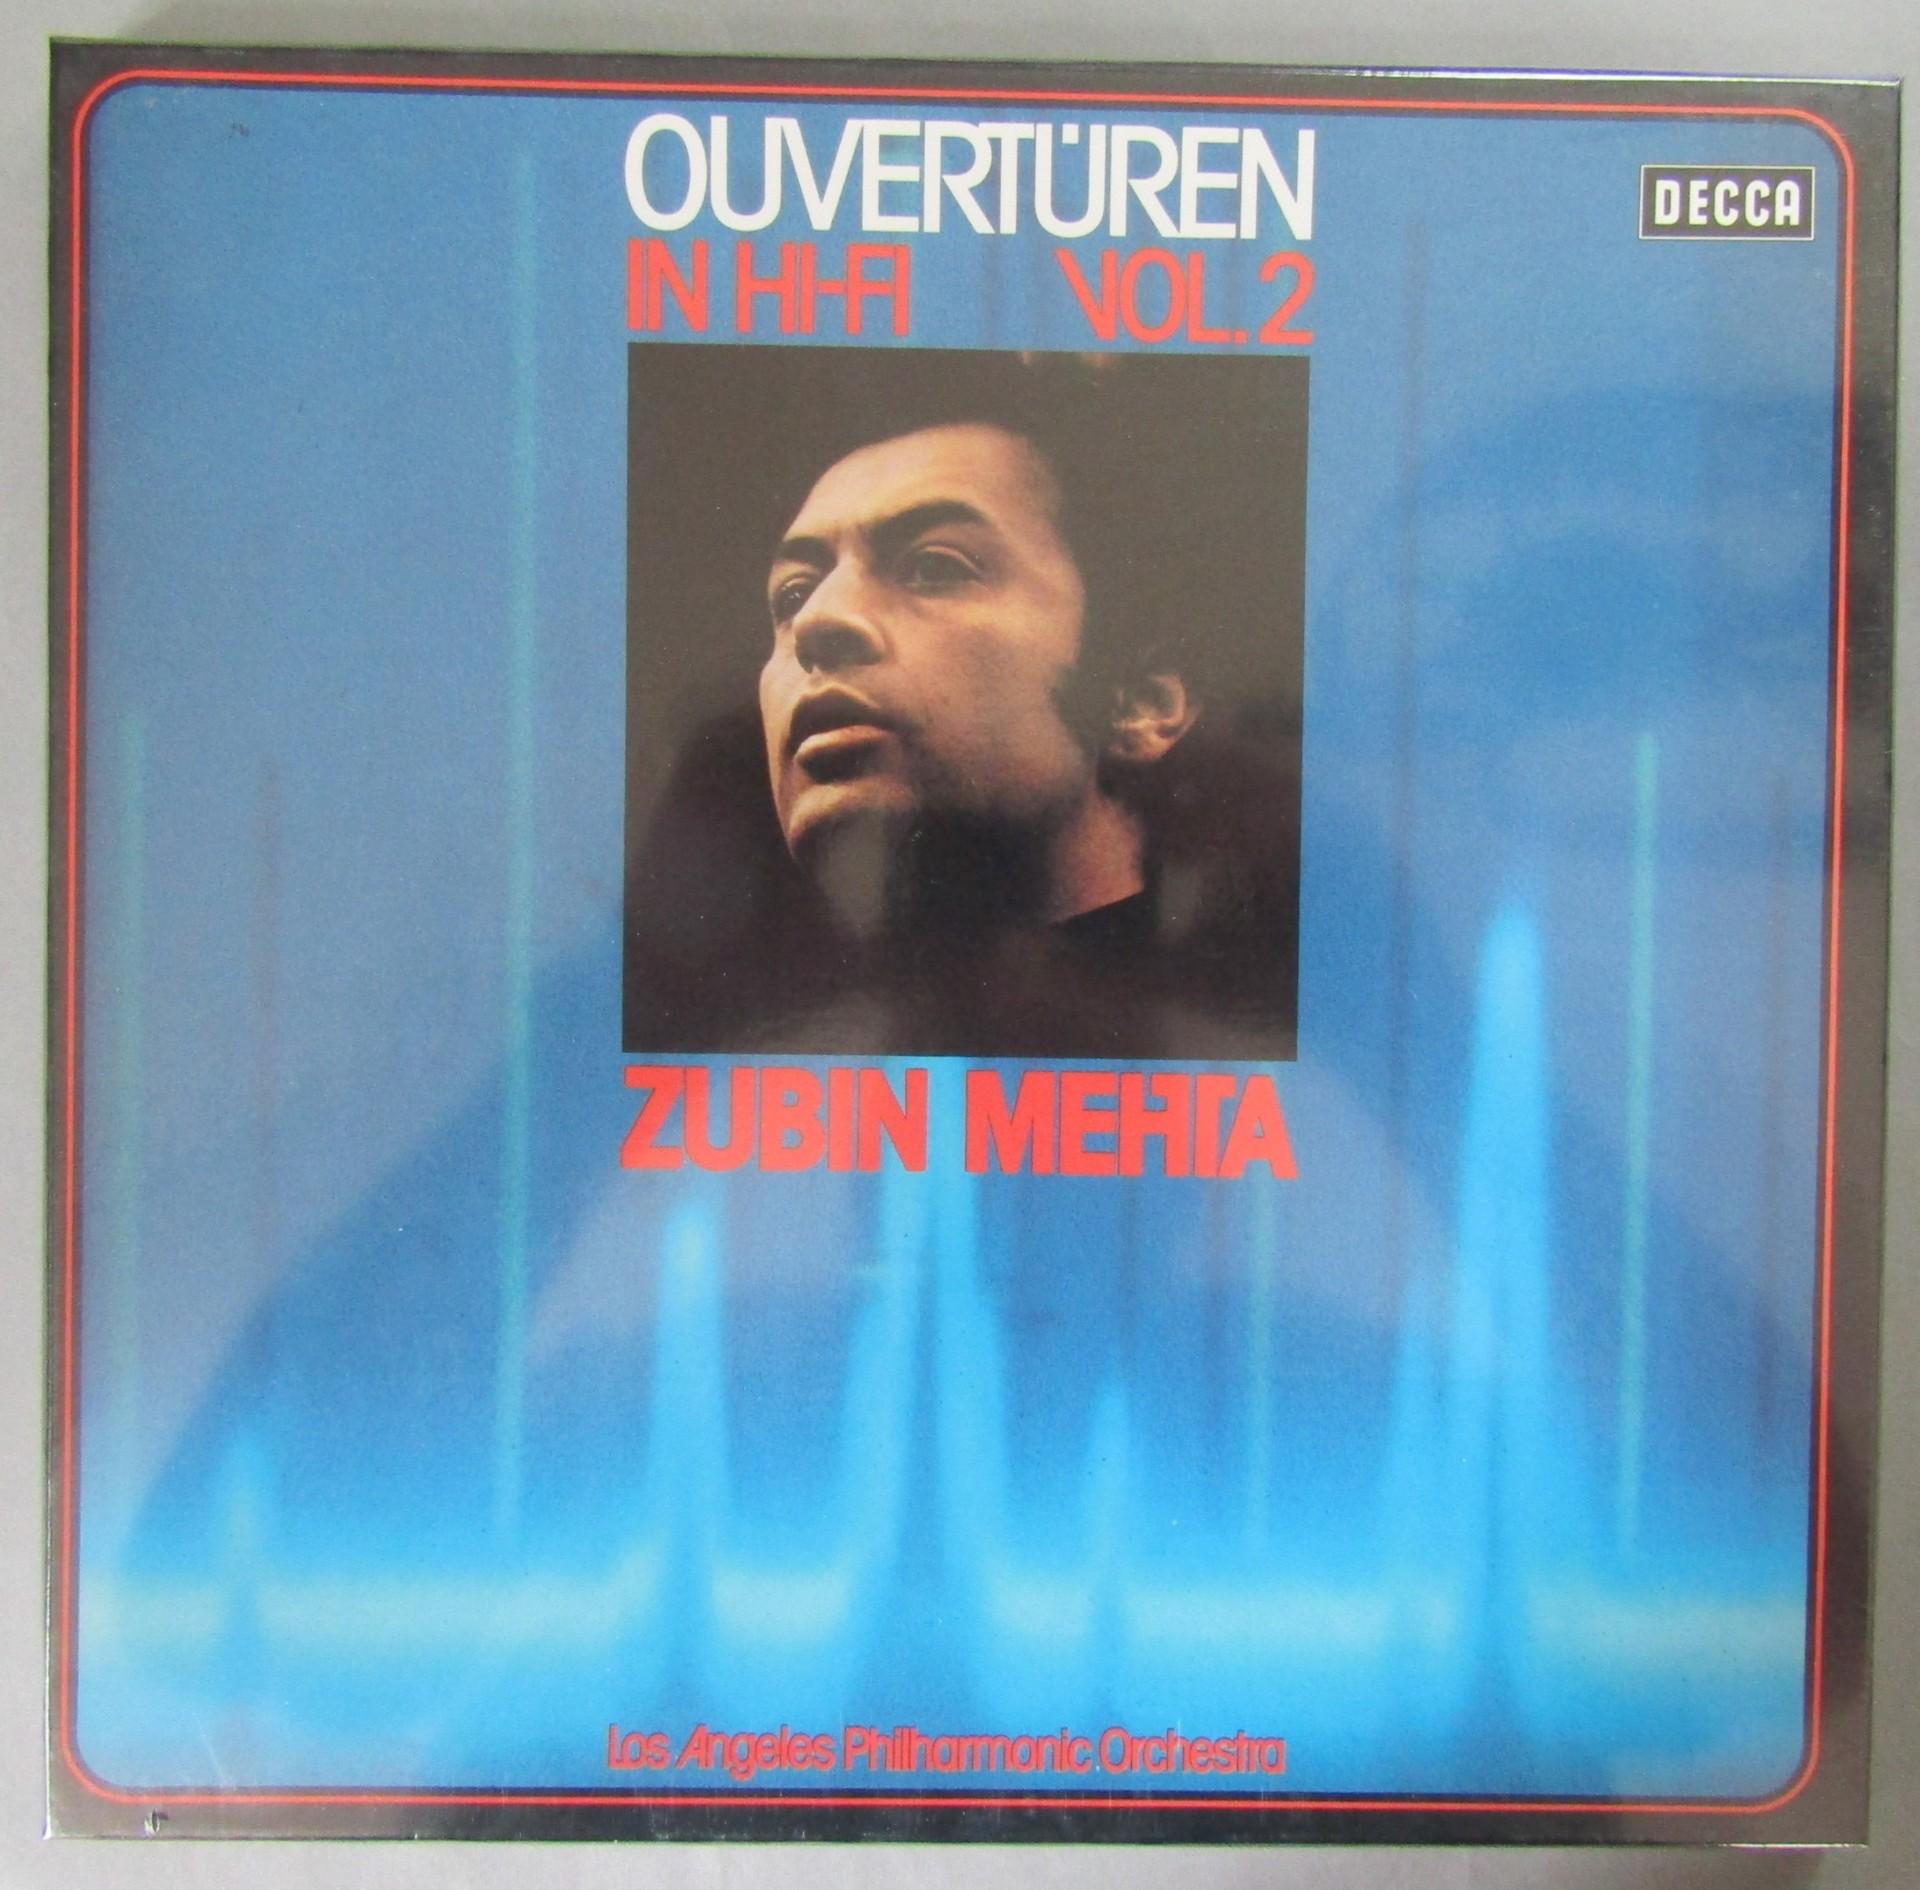 OUVERTÜREN
IN HI-FI VOL. 2
DECCA
ZUBIN MEHTA
Los Angeles Philharmonic Orchestra